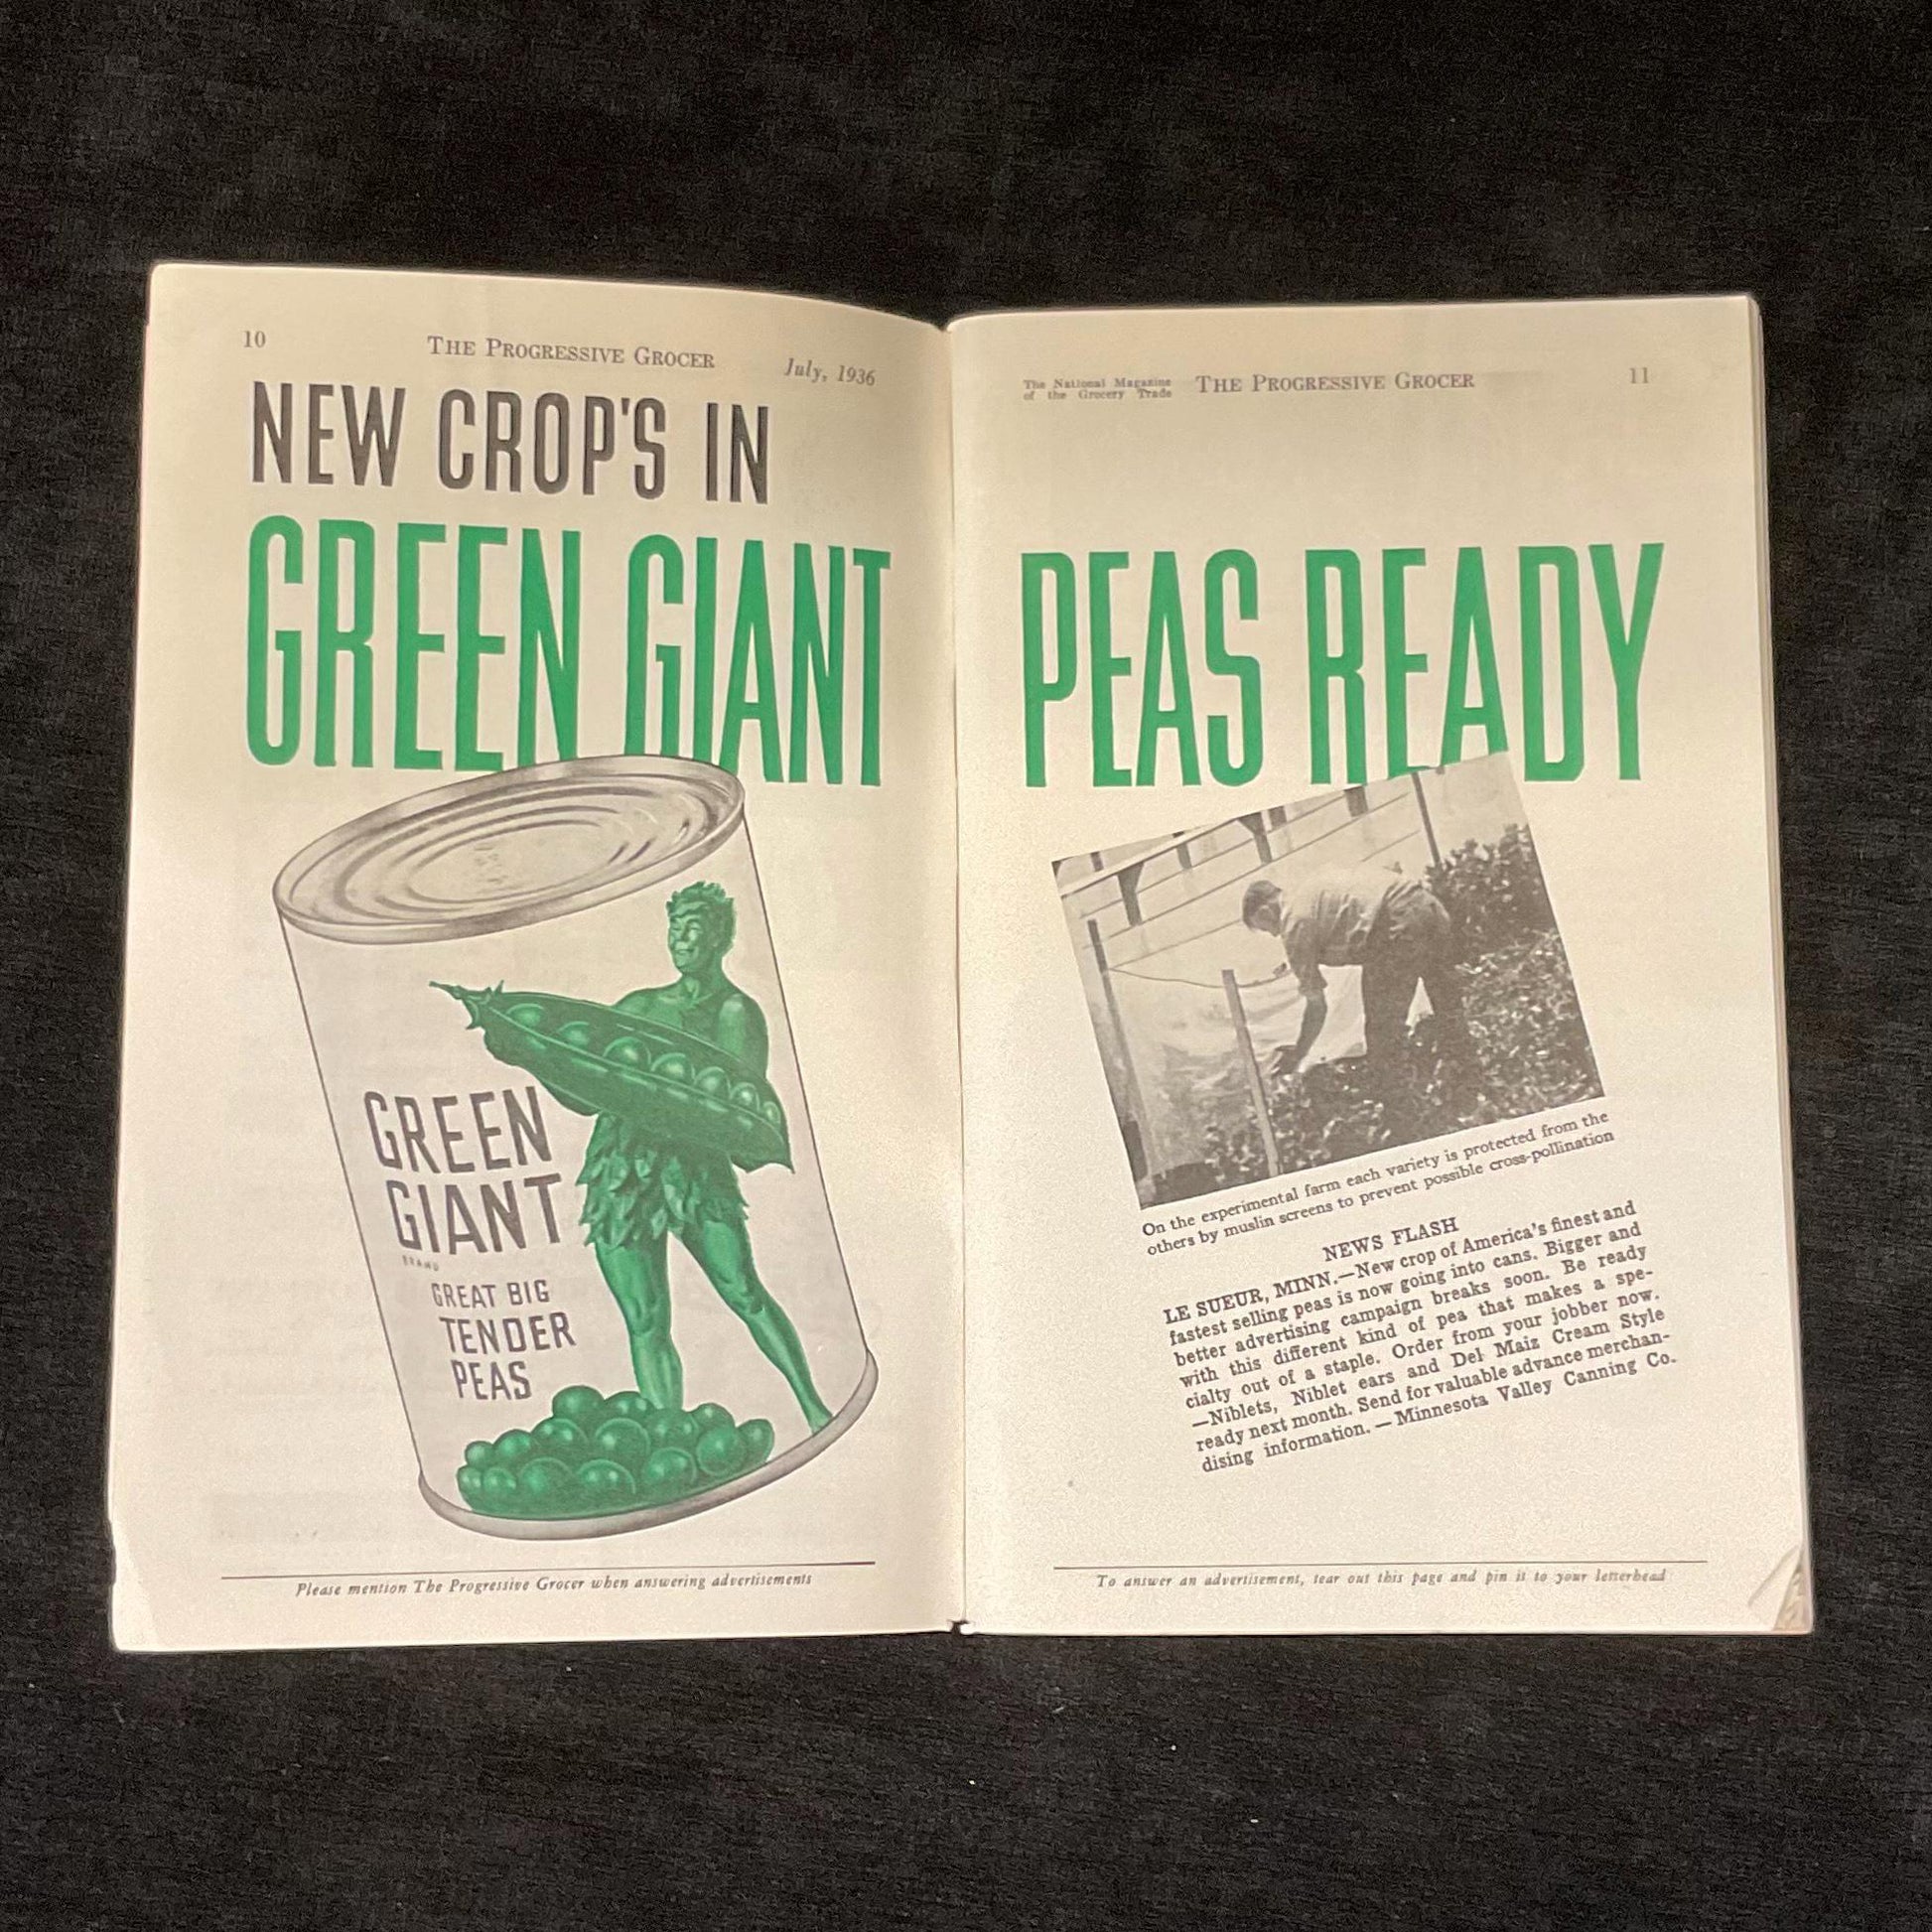 10
THE PROGRESSIVE GROCER
July, 1936
NEW CROP'S IN
GREEN GIANT
GREEN
GIANT
BRAND
GREAT BIG
TENDER
PEAS
Please mention The Progressive Grocer when answering advertisements
The National Magazine
of the Grocery Trade
THE PROGRESSIVE GROCER
11
PEAS READY
On the experimental farm each variety is protected from the
others by muslin screens to prevent possible cross-pollination
NEWS FLASH
LE SUEUR, MINN.—New crop of America's finest and
fastest selling peas is now going into cans. Bigger and
better advertising campaign breaks soon. Be ready
with this different kind of pea that makes a spe-
cialty out of a staple. Order from your jobber now.
—Niblets, Niblet ears and Del Maiz Cream Style
ready next month. Send for valuable advance merchan-
dising information. — Minnesota Valley Canning Co.
To answer an advertisement, tear out this page and pin it to your letterhead